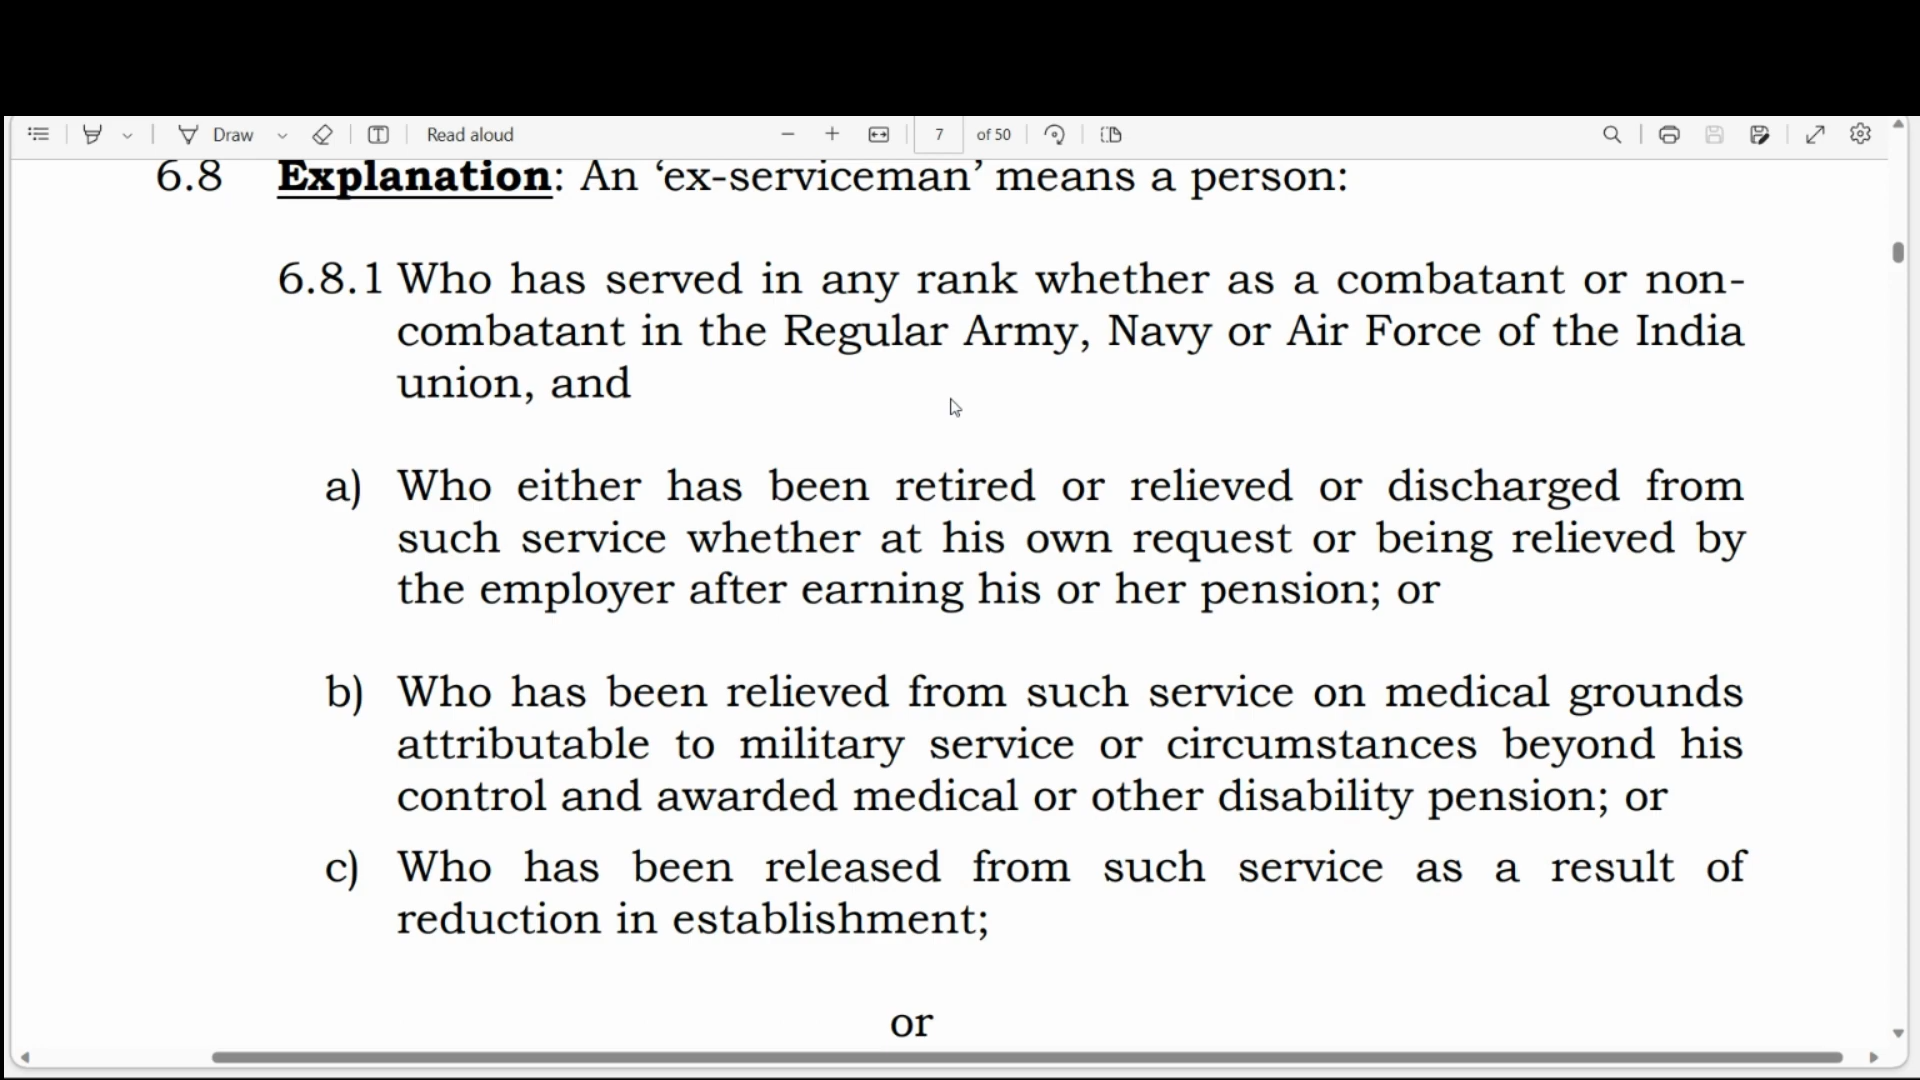 Draw
Read aloud
7 of 50
6.8 Explanation: An ‘ex-serviceman’ means a person:
6.8.1 Who has served in any rank whether as a combatant or non-
combatant in the Regular Army, Navy or Air Force of the India
union, and
a) Who either has been retired or relieved or discharged from
such service whether at his own request or being relieved by
the employer after earning his or her pension; or
b) Who has been relieved from such service on medical grounds
attributable to military service or circumstances beyond his
control and awarded medical or other disability pension; or
c) Who has been released from such service as a result of
reduction in establishment;
or